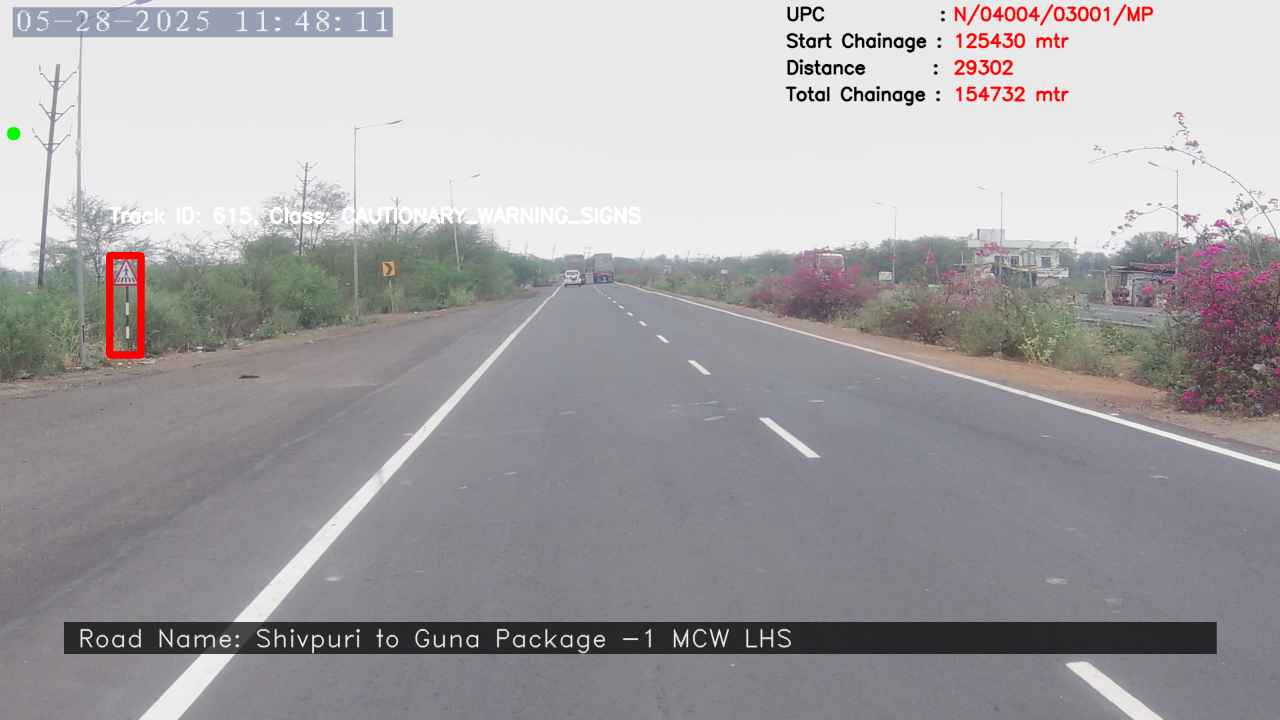 05-28-2025 11:48:11
UPC : N/04004/03001/MP
Start Chainage : 125430 mtr
Distance : 29302
Total Chainage : 154732 mtr
Track ID: 615, Class: CAUTIONARY_WARNING_SIGNS
Road Name: Shivpuri to Guna Package -1 MCW LHS